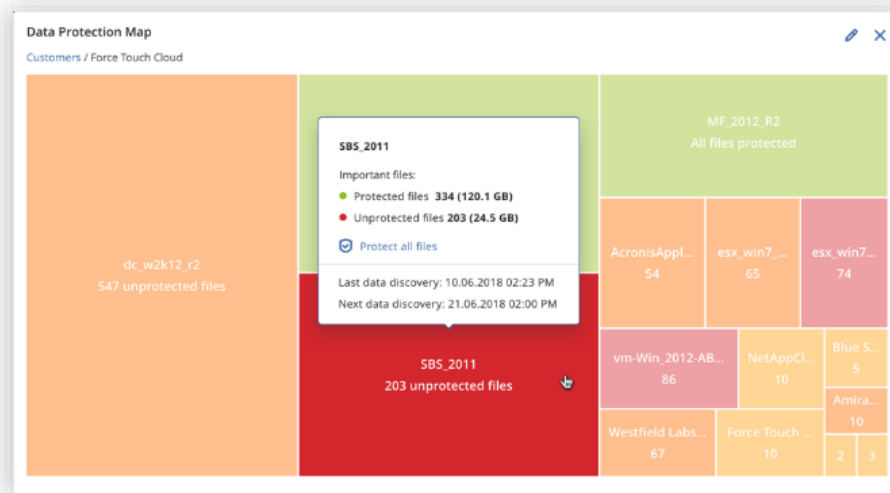 Data Protection Map
Customers / Force Touch Cloud
SBS_2011
Important files:
Protected files 334 (120.1 GB)
Unprotected files 203 (24.5 GB)
Protect all files
Last data discovery: 10.06.2018 02:23 PM
Next data discovery: 21.06.2018 02:00 PM
dc_w2k12_r2
547 unprotected files
SBS_2011
203 unprotected files
MF_2012_R2
All files protected
AcronisAppl...
54
esx_win7_...
65
esx_win7...
74
vm-Win_2012-AB...
86
NetAppCl...
10
Blue S...
5
Amira...
10
Westfield Labs...
67
Force Touch ...
10
2
3